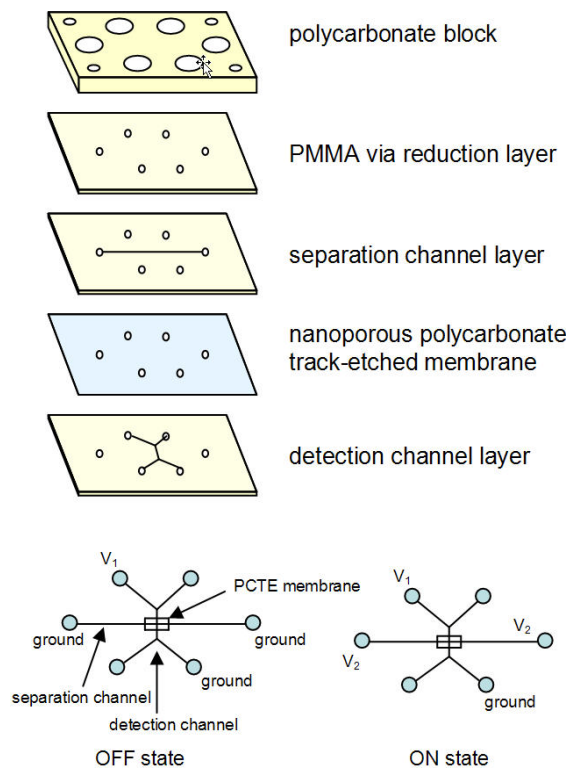 polycarbonate block
PMMA via reduction layer
separation channel layer
nanoporous polycarbonate
track-etched membrane
detection channel layer
V1
PCTE membrane
ground
ground
ground
separation channel
detection channel
OFF state
V1
V2
V2
ground
ON state